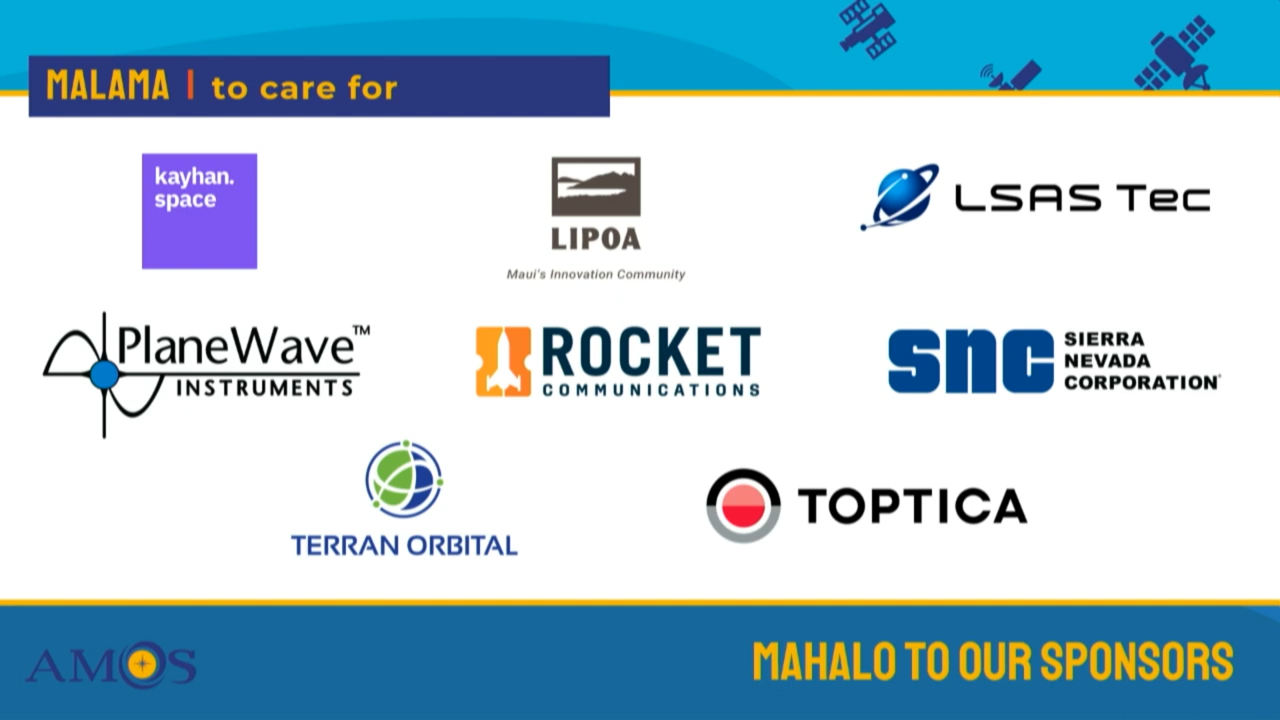 MALAMA | to care for
kayhan.
space
LIPOA
Maui's Innovation Community
LSAS Tec
PlaneWave™
INSTRUMENTS
ROCKET
COMMUNICATIONS
snc
SIERRA
NEVADA
CORPORATION
TERRAN ORBITAL
TOPTICA
AMOS
MAHALO TO OUR SPONSORS